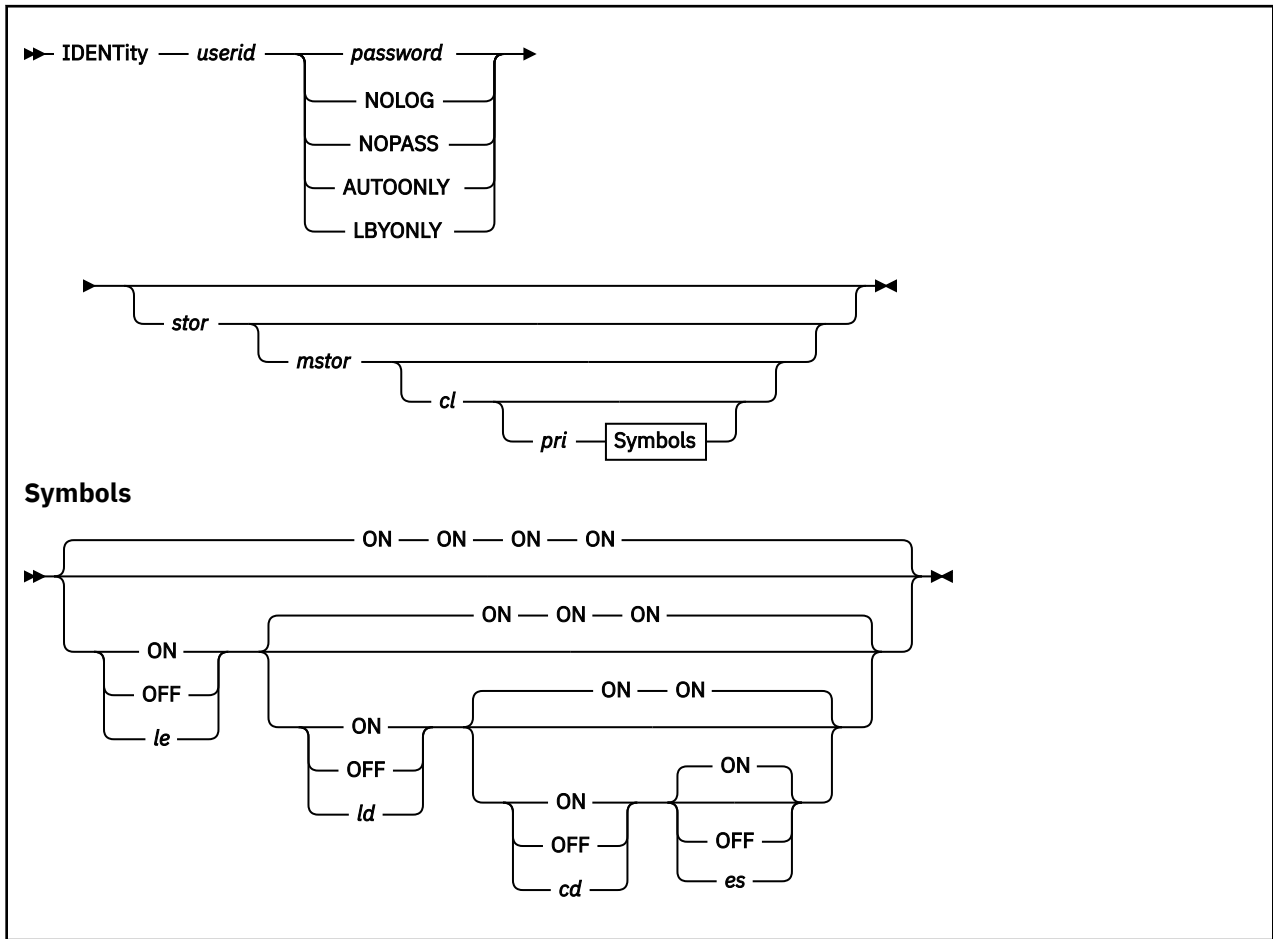 IDENTity userid password
NOLOG
NOPASS
AUTOONLY
LBYONLY
stor
mstor
cl
pri Symbols
Symbols
ON ON ON ON
ON ON ON
ON
OFF
le
ON ON
ON
OFF
ld
ON
ON
OFF
cd
OFF
es